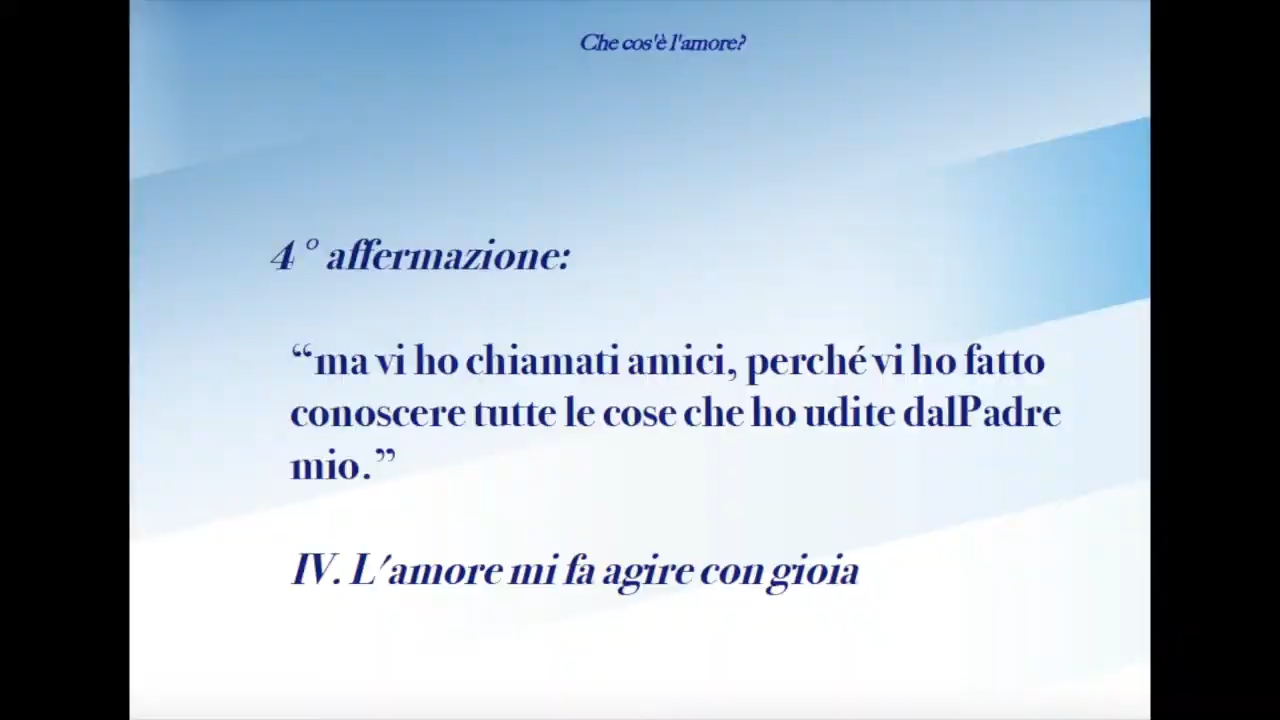 Che cos'è l'amore?
4° affermazione:
“ma vi ho chiamati amici, perché vi ho fatto
conoscere tutte le cose che ho udite dalPadre
mio.”
IV. L'amore mi fa agire con gioia